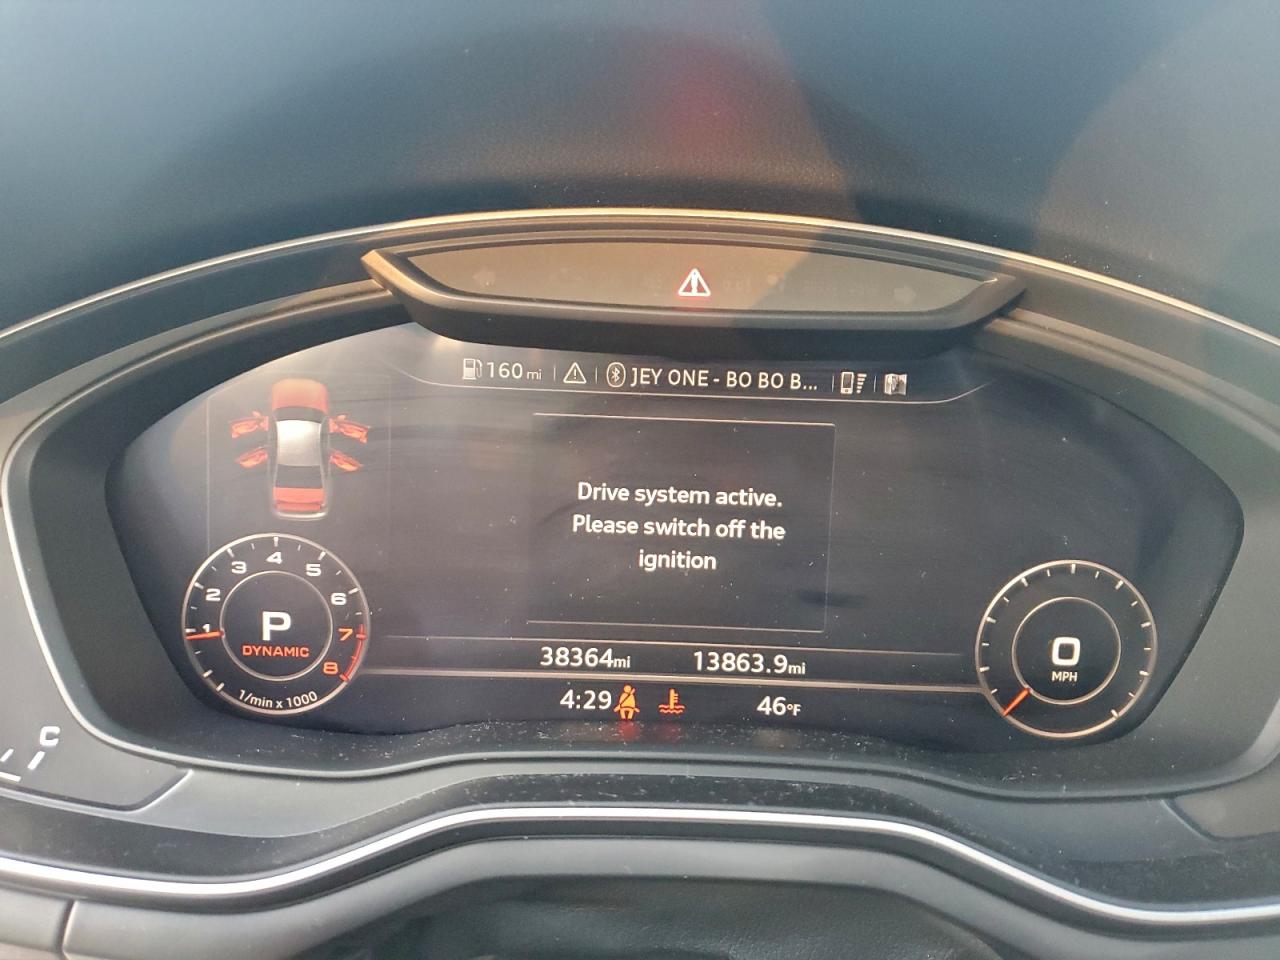 160 mi
JEY ONE - BO BO B...
Drive system active.
Please switch off the
ignition
1 2 3 4 5 6 7 8
P
DYNAMIC
1/min x 1000
0
MPH
38364mi
13863.9mi
4:29
46°F
C